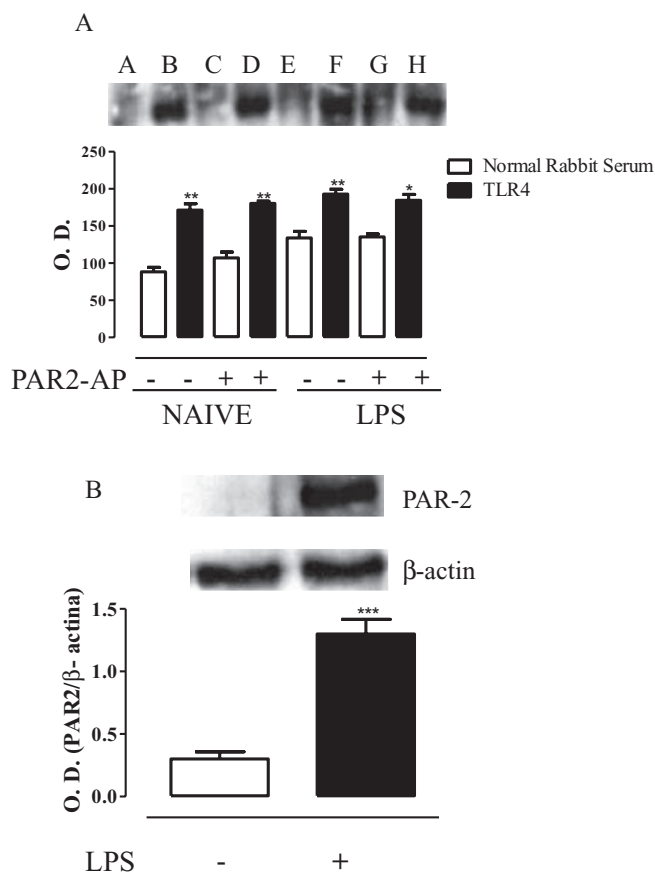 A
A B C D E F G H
250
200
150
100
50
0
O. D.
** ** ** *
Normal Rabbit Serum
TLR4
PAR2-AP - - + + - - + +
NAIVE LPS
B
PAR-2
β-actin
1.5
1.0
0.5
0.0
O. D. (PAR2/β- actina)
***
LPS - +